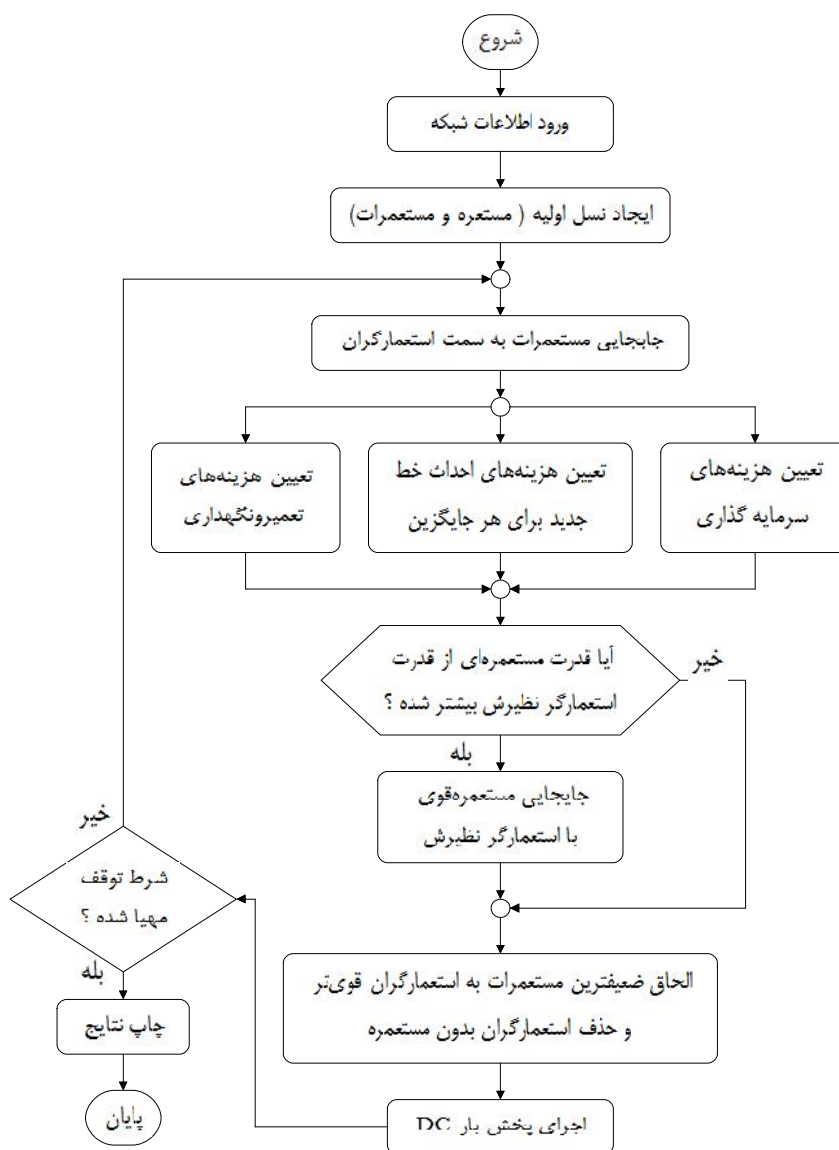 شروع
ورود اطلاعات شبکه
ایجاد نسل اولیه ( مستعره و مستعمرات)
جابجایی مستعمرات به سمت استعمارگران
تعیین هزینه‌های
سرمایه گذاری
تعیین هزینه‌های احداث خط
جدید برای هر جایگزین
تعیین هزینه‌های
تعمیرونگهداری
آیا قدرت مستعمره‌ای از قدرت
استعمارگر نظیرش بیشتر شده ؟
خیر
بله
جایجایی مستعمره‌قوی
با استعمارگر نظیرش
الحاق ضعیفترین مستعمرات به استعمارگران قوی‌تر
و حذف استعمارگران بدون مستعمره
اجرای پخش بار DC
خیر
شرط توقف
مهیا شده ؟
بله
چاپ نتایج
پایان